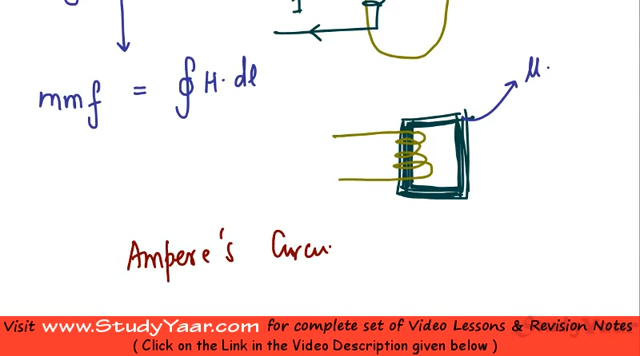 I
mmf = ∮ H. dl
μ.
Ampere's Circu
Visit www.StudyYaar.com for complete set of Video Lessons & Revision Notes
( Click on the Link in the Video Description given below )